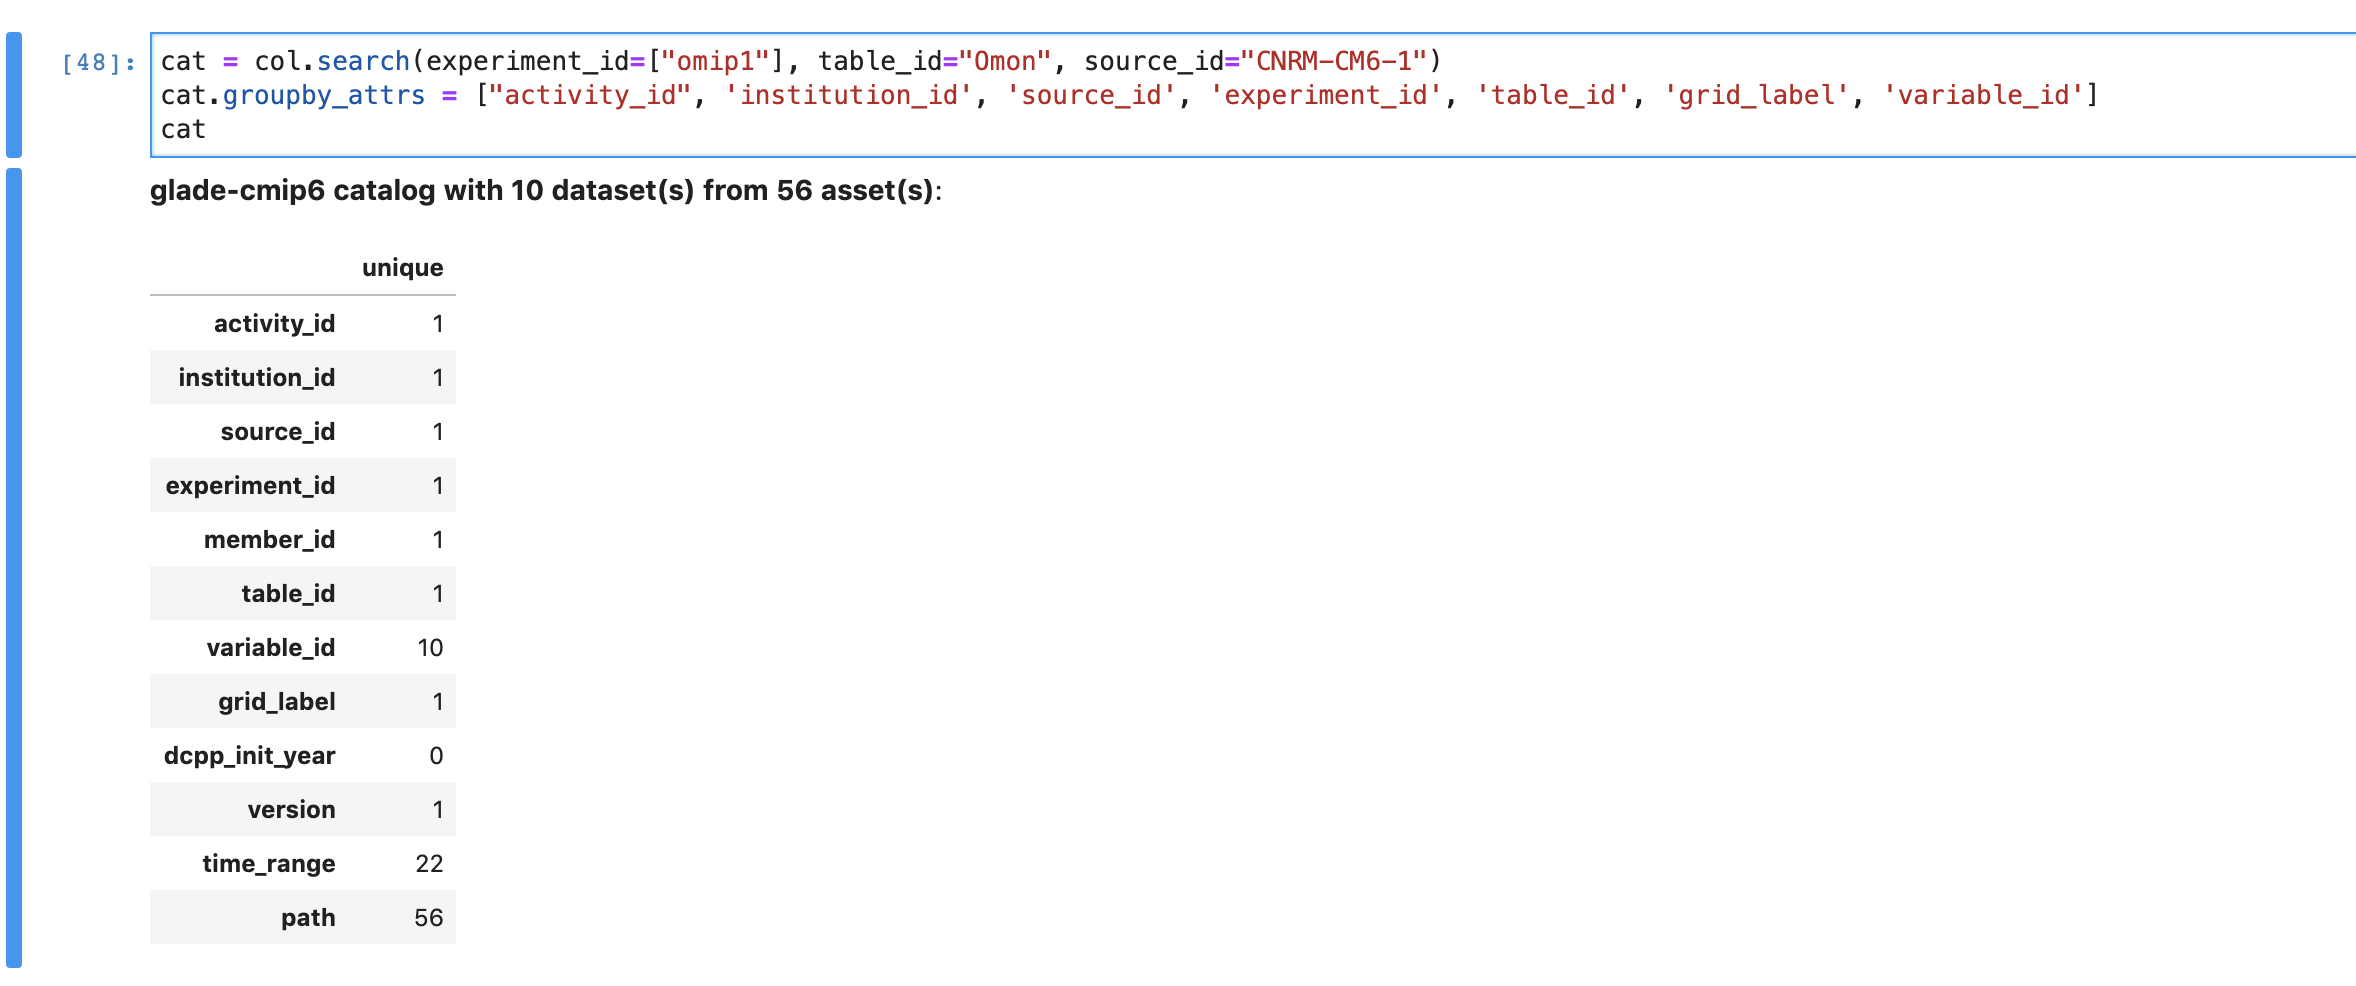 [48]:
cat = col.search(experiment_id=["omip1"], table_id="Omon", source_id="CNRM-CM6-1")
cat.groupby_attrs = ["activity_id", 'institution_id', 'source_id', 'experiment_id', 'table_id', 'grid_label', 'variable_id']
cat
glade-cmip6 catalog with 10 dataset(s) from 56 asset(s):
unique
activity_id 1
institution_id 1
source_id 1
experiment_id 1
member_id 1
table_id 1
variable_id 10
grid_label 1
dcpp_init_year 0
version 1
time_range 22
path 56